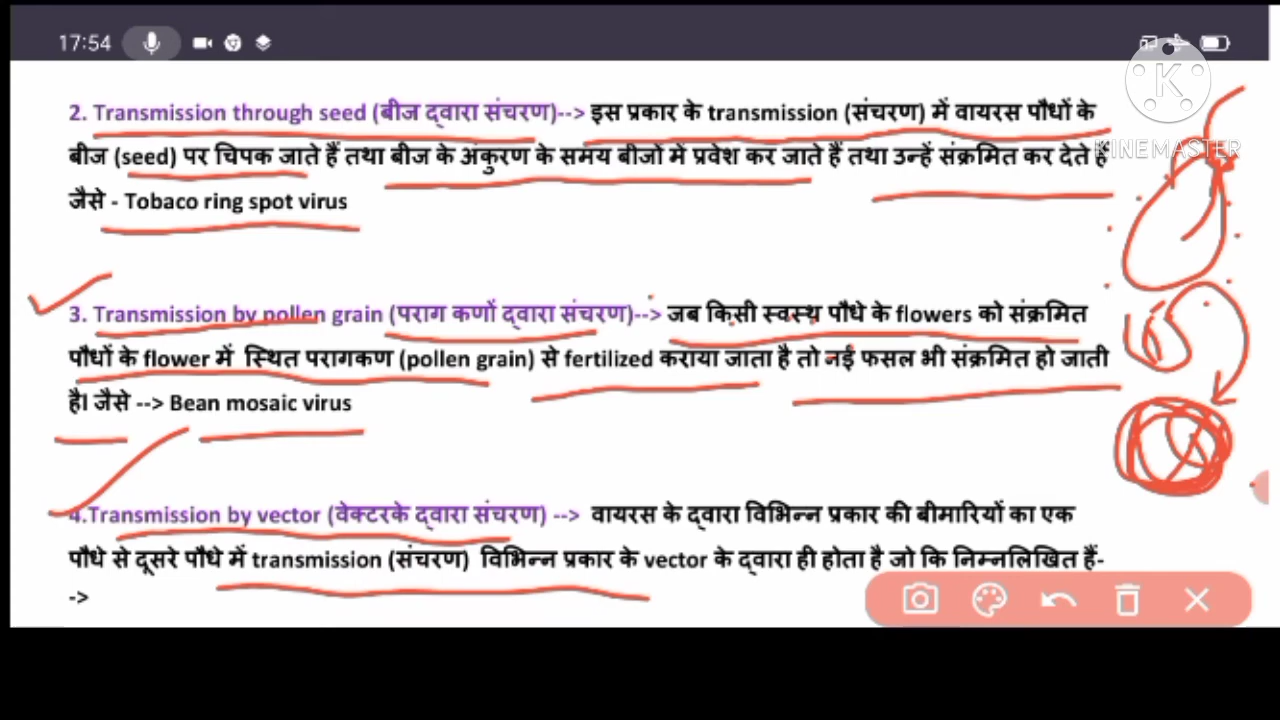 17:54
K
KINEMASTER
2. Transmission through seed (बीज द्वारा संचरण)--> इस प्रकार के transmission (संचरण) में वायरस पौधों के
बीज (seed) पर चिपक जाते हैं तथा बीज के अंकुरण के समय बीजों में प्रवेश कर जाते हैं तथा उन्हें संक्रमित कर देते हैं
जैसे - Tobaco ring spot virus
3. Transmission by pollen grain (पराग कणों द्वारा संचरण)--> जब किसी स्वस्थ पौधे के flowers को संक्रमित
पौधों के flower में स्थित परागकण (pollen grain) से fertilized कराया जाता है तो नई फसल भी संक्रमित हो जाती
है। जैसे --> Bean mosaic virus
4.Transmission by vector (वेक्टरके द्वारा संचरण) --> वायरस के द्वारा विभिन्न प्रकार की बीमारियों का एक
पौधे से दूसरे पौधे में transmission (संचरण) विभिन्न प्रकार के vector के द्वारा ही होता है जो कि निम्नलिखित हैं-
->